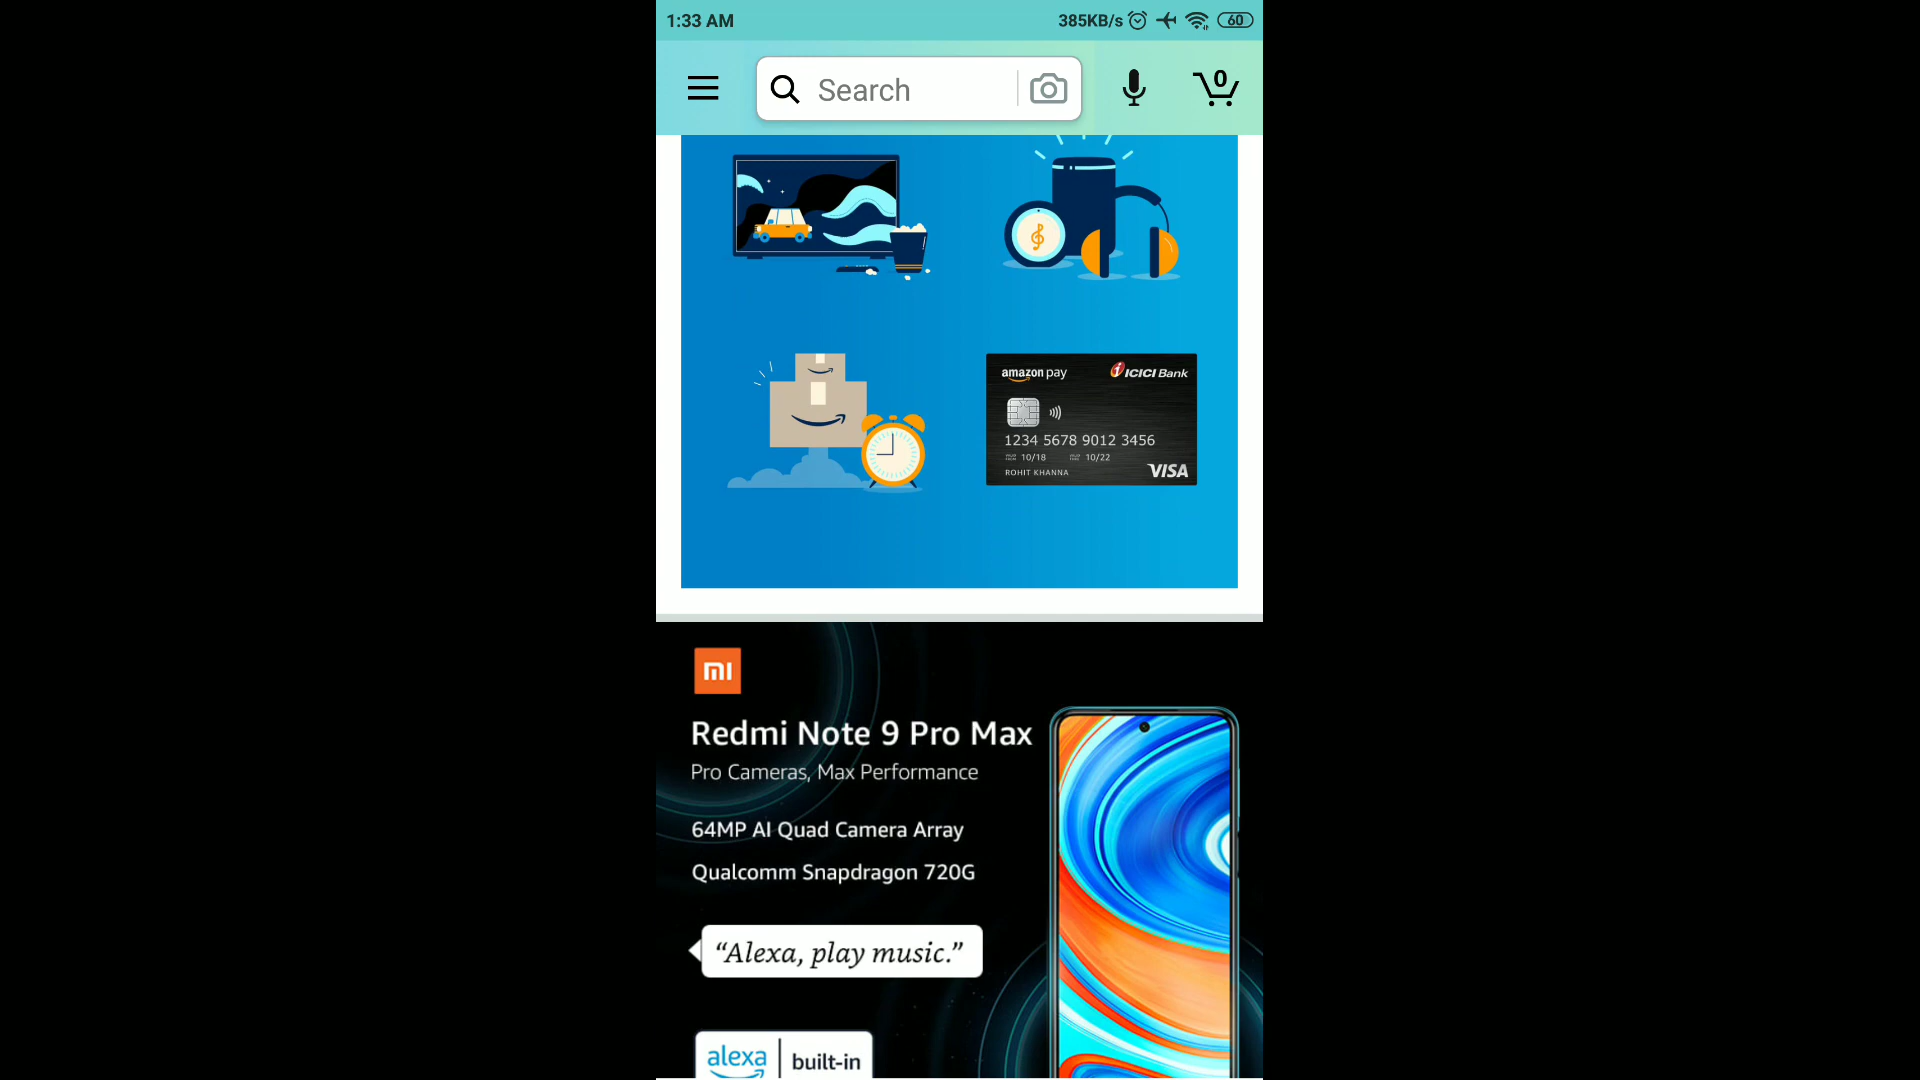 1:33 AM
385KB/s
60
Search
0
amazon pay
ICICI Bank
1234 5678 9012 3456
10/18
10/22
ROHIT KHANNA
VISA
mi
Redmi Note 9 Pro Max
Pro Cameras, Max Performance
64MP AI Quad Camera Array
Qualcomm Snapdragon 720G
“Alexa, play music.”
alexa
built-in